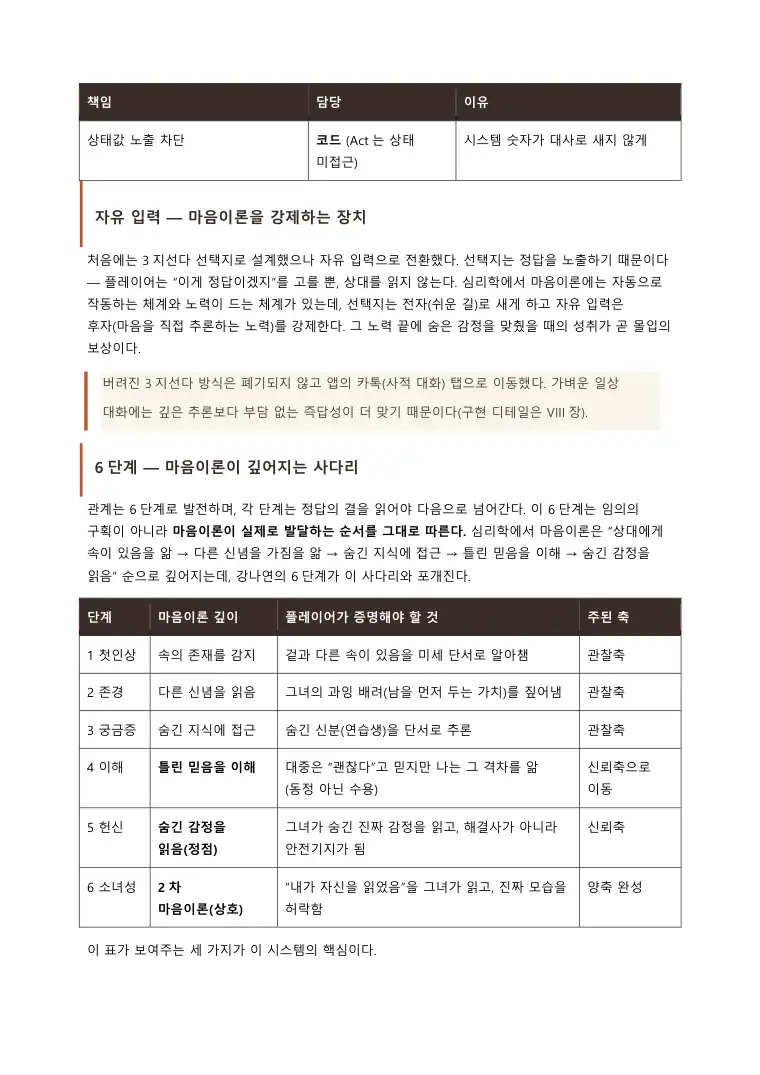 책임 담당 이유
상태값 노출 차단 코드 (Act 는 상태 시스템 숫자가 대사로 새지 않게
미접근)
자유 입력 — 마음이론을 강제하는 장치
처음에는 3 지선다 선택지로 설계했으나 자유 입력으로 전환했다. 선택지는 정답을 노출하기 때문이다
— 플레이어는 “이게 정답이겠지”를 고를 뿐, 상대를 읽지 않는다. 심리학에서 마음이론에는 자동으로
작동하는 체계와 노력이 드는 체계가 있는데, 선택지는 전자(쉬운 길)로 새게 하고 자유 입력은
후자(마음을 직접 추론하는 노력)를 강제한다. 그 노력 끝에 숨은 감정을 맞췄을 때의 성취가 곧 몰입의
보상이다.
버려진 3 지선다 방식은 폐기되지 않고 앱의 카톡(사적 대화) 탭으로 이동했다. 가벼운 일상
대화에는 깊은 추론보다 부담 없는 즉답성이 더 맞기 때문이다(구현 디테일은 VIII 장).
6 단계 — 마음이론이 깊어지는 사다리
관계는 6 단계로 발전하며, 각 단계는 정답의 결을 읽어야 다음으로 넘어간다. 이 6 단계는 임의의
구획이 아니라 마음이론이 실제로 발달하는 순서를 그대로 따른다. 심리학에서 마음이론은 “상대에게
속이 있음을 앎 → 다른 신념을 가짐을 앎 → 숨긴 지식에 접근 → 틀린 믿음을 이해 → 숨긴 감정을
읽음” 순으로 깊어지는데, 강나연의 6 단계가 이 사다리와 포개진다.
단계 마음이론 깊이 플레이어가 증명해야 할 것 주된 축
1 첫인상 속의 존재를 감지 겉과 다른 속이 있음을 미세 단서로 알아챔 관찰축
2 존경 다른 신념을 읽음 그녀의 과잉 배려(남을 먼저 두는 가치)를 짚어냄 관찰축
3 궁금증 숨긴 지식에 접근 숨긴 신분(연습생)을 단서로 추론 관찰축
4 이해 틀린 믿음을 이해 대중은 “괜찮다”고 믿지만 나는 그 격차를 앎 신뢰축으로
(동정 아닌 수용) 이동
5 헌신 숨긴 감정을 그녀가 숨긴 진짜 감정을 읽고, 해결사가 아니라 신뢰축
읽음(정점) 안전기지가 됨
6 소녀성 2 차 “내가 자신을 읽었음”을 그녀가 읽고, 진짜 모습을 양축 완성
마음이론(상호) 허락함
이 표가 보여주는 세 가지가 이 시스템의 핵심이다.